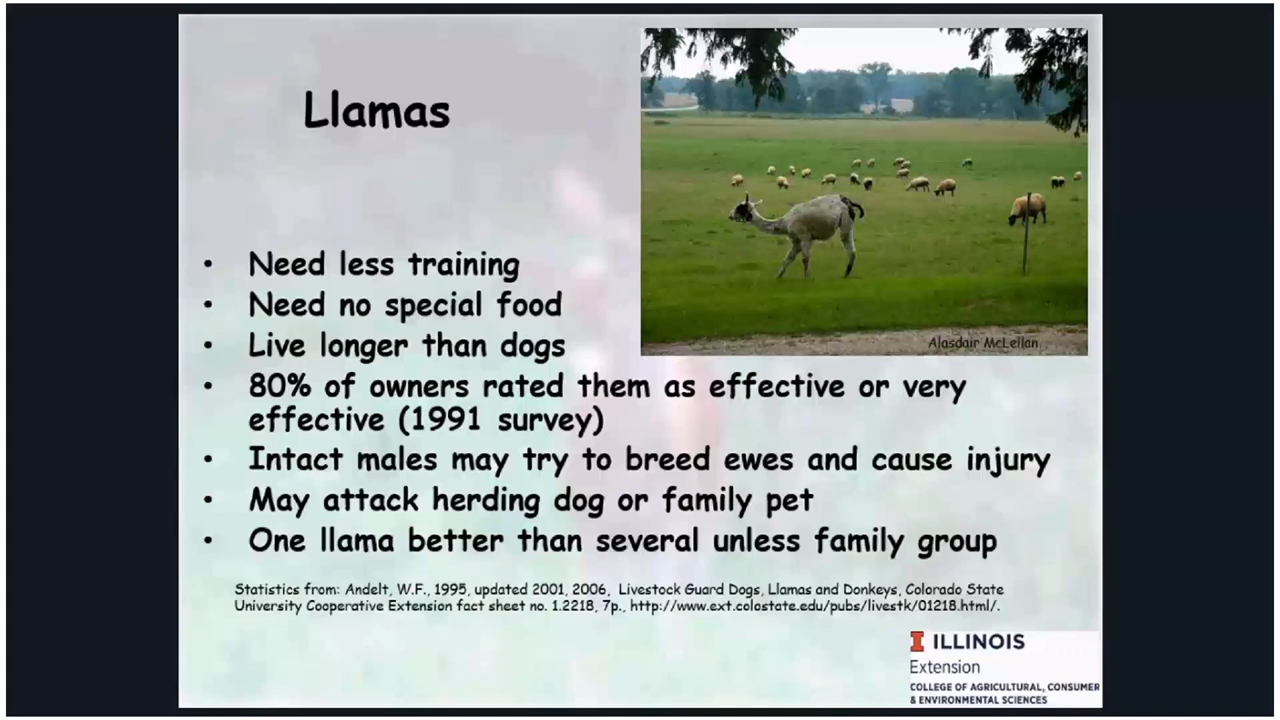 Llamas
Alasdair McLellan
• Need less training
• Need no special food
• Live longer than dogs
• 80% of owners rated them as effective or very
effective (1991 survey)
• Intact males may try to breed ewes and cause injury
• May attack herding dog or family pet
• One llama better than several unless family group
Statistics from: Andelt, W.F., 1995, updated 2001, 2006, Livestock Guard Dogs, Llamas and Donkeys, Colorado State
University Cooperative Extension fact sheet no. 1.2218, 7p., http://www.ext.colostate.edu/pubs/livestk/01218.html/.
I ILLINOIS
Extension
COLLEGE OF AGRICULTURAL, CONSUMER
& ENVIRONMENTAL SCIENCES